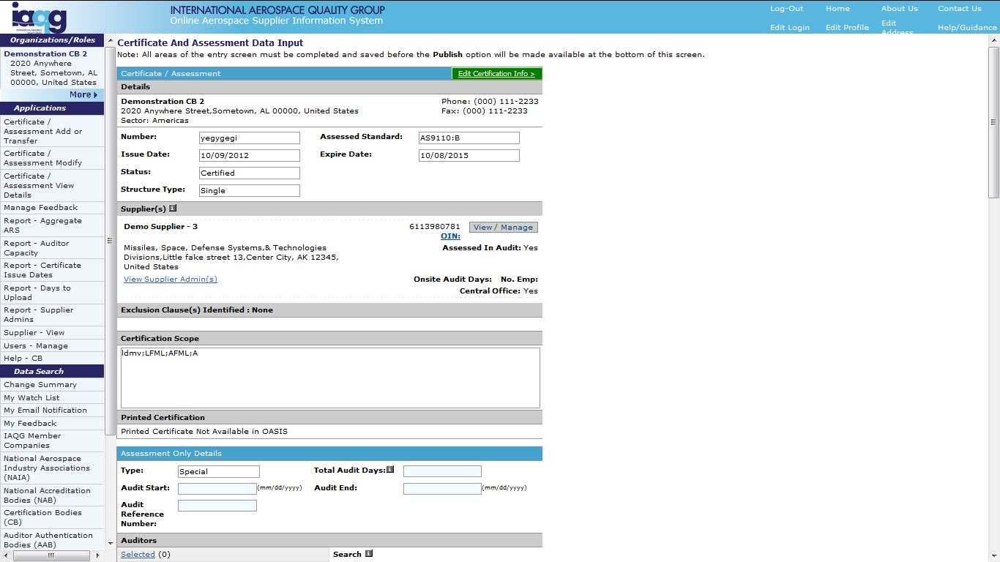 iaqg
INTERNATIONAL AEROSPACE QUALITY GROUP
Online Aerospace Supplier Information System
Log-Out
Home
About Us
Contact Us
Edit Login
Edit Profile
Edit
Address
Help/Guidance
Organizations/Roles
Demonstration CB 2
2020 Anywhere
Street, Sometown, AL
00000, United States
More
Applications
Certificate /
Assessment Add or
Transfer
Certificate /
Assessment Modify
Certificate /
Assessment View
Details
Manage Feedback
Report - Aggregate
ARS
Report - Auditor
Capacity
Report - Certificate
Issue Dates
Report - Days to
Upload
Report - Supplier
Admins
Supplier - View
Users - Manage
Help - CB
Data Search
Change Summary
My Watch List
My Email Notification
My Feedback
IAQG Member
Companies
National Aerospace
Industry Associations
(NAIA)
National Accreditation
Bodies (NAB)
Certification Bodies
(CB)
Auditor Authentication
Bodies (AAB)
Certificate And Assessment Data Input
Note: All areas of the entry screen must be completed and saved before the Publish option will be made available at the bottom of this screen.
Certificate / Assessment
Edit Certification Info >
Details
Demonstration CB 2
Phone: (000) 111-2233
2020 Anywhere Street,Sometown, AL 00000, United States
Fax: (000) 111-2233
Sector: Americas
Number: yegygegi
Assessed Standard: AS9110:B
Issue Date: 10/09/2012
Expire Date: 10/08/2015
Status: Certified
Structure Type: Single
Supplier(s)
Demo Supplier - 3
6113980781
View / Manage
OIN:
Missiles, Space, Defense Systems,& Technologies
Assessed In Audit: Yes
Divisions,Little fake street 13,Center City, AK 12345,
United States
View Supplier Admin(s)
Onsite Audit Days: No. Emp:
Central Office: Yes
Exclusion Clause(s) Identified : None
Certification Scope
ldmv;LFML;AFML;A
Printed Certification
Printed Certificate Not Available in OASIS
Assessment Only Details
Type: Special
Total Audit Days:
Audit Start: (mm/dd/yyyy)
Audit End: (mm/dd/yyyy)
Audit
Reference
Number:
Auditors
Selected (0)
Search